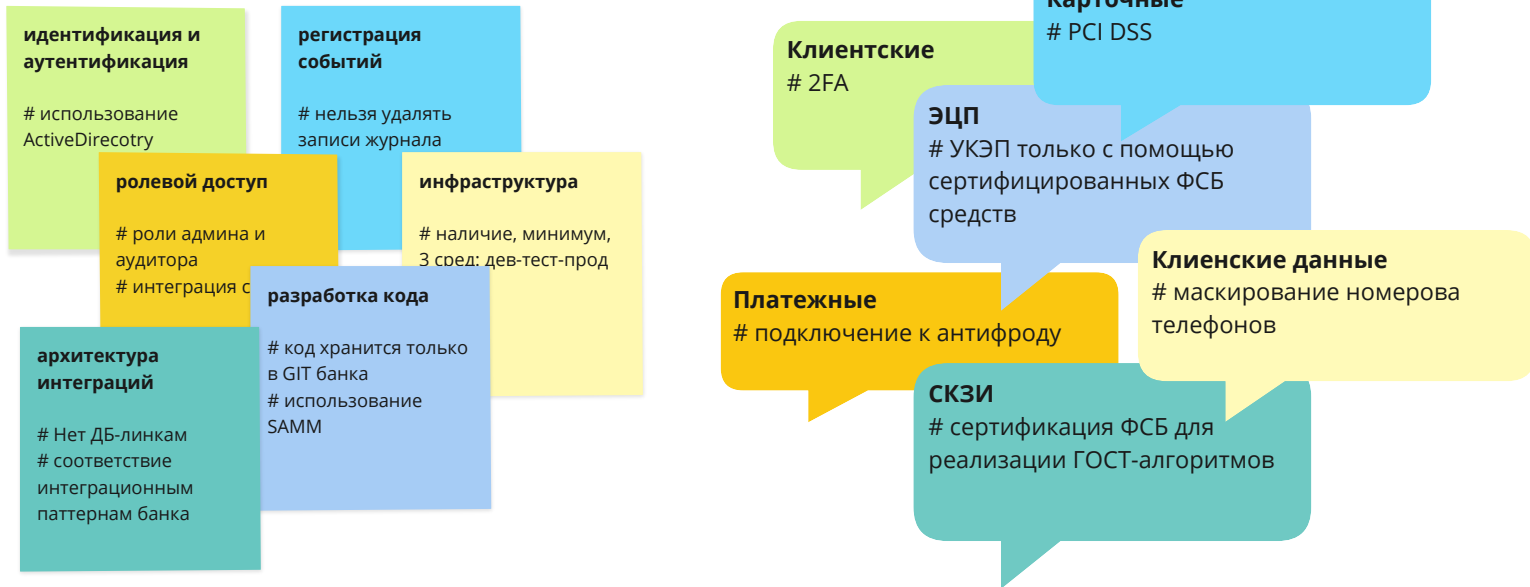 идентификация и
аутентификация
# использование
ActiveDirecotry
регистрация
событий
# нельзя удалять
записи журнала
ролевой доступ
# роли админа и
аудитора
# интеграция с
инфраструктура
# наличие, минимум,
3 сред: дев-тест-прод
разработка кода
# код хранится только
в GIT банка
# использование
SAMM
архитектура
интеграций
# Нет ДБ-линкам
# соответствие
интеграционным
паттернам банка
Карточные
# PCI DSS
Клиентские
# 2FA
ЭЦП
# УКЭП только с помощью
сертифицированных ФСБ
средств
Клиенские данные
# маскирование номерова
телефонов
Платежные
# подключение к антифроду
СКЗИ
# сертификация ФСБ для
реализации ГОСТ-алгоритмов